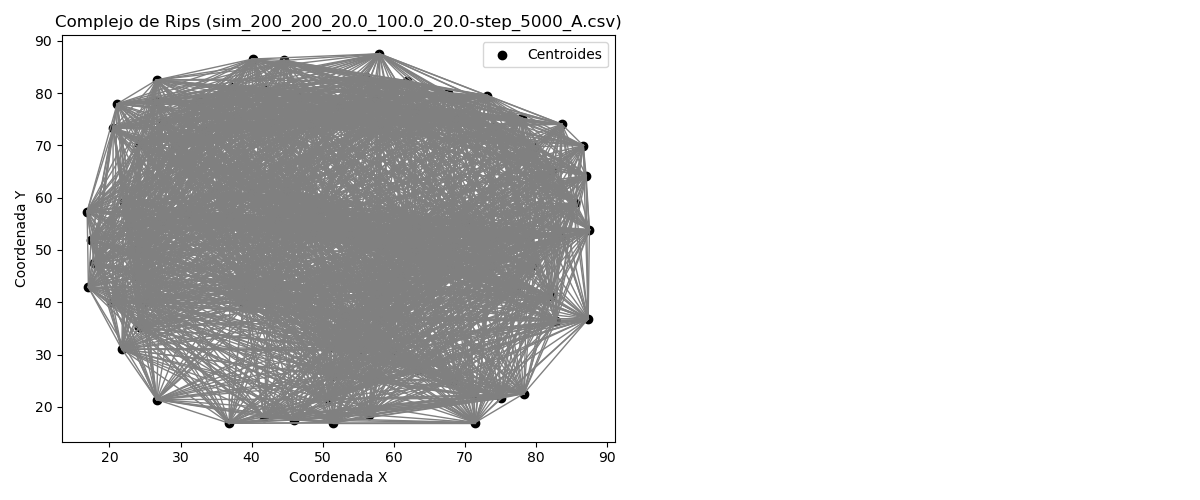 Complejo de Rips (sim_200_200_20.0_100.0_20.0-step_5000_A.csv)
Centroides
90
80
70
60
50
40
30
20
Coordenada Y
20 30 40 50 60 70 80 90
Coordenada X